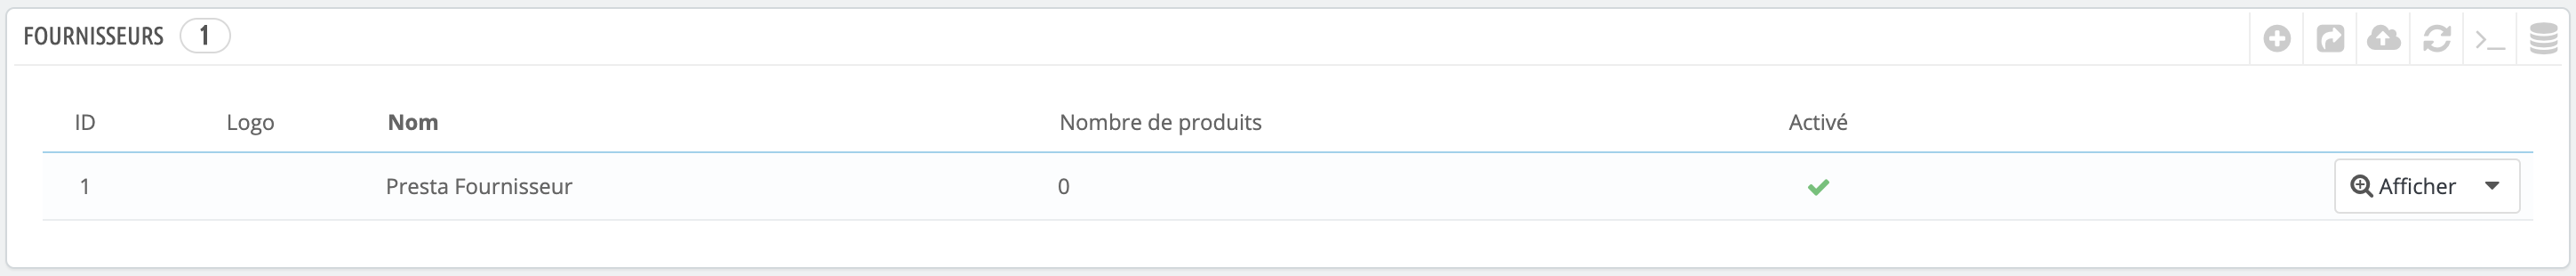 FOURNISSEURS 1
ID Logo Nom Nombre de produits Activé
1 Presta Fournisseur 0 Afficher